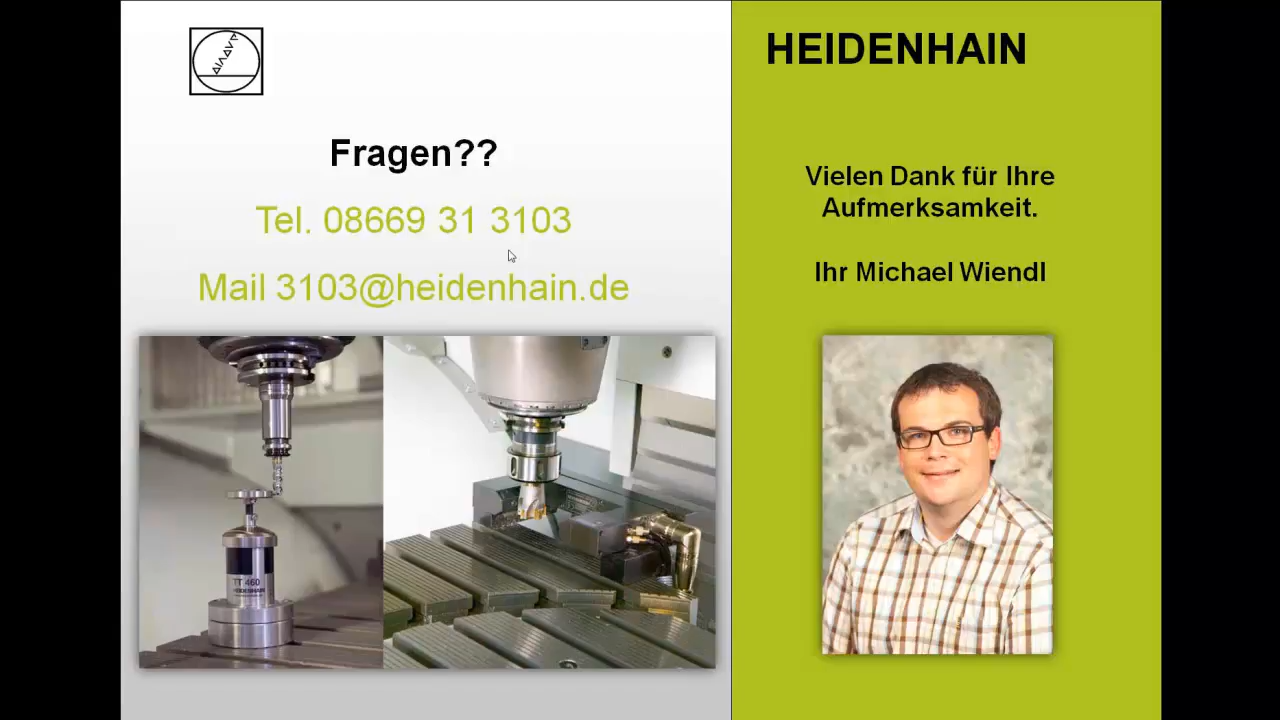 HEIDENHAIN
Fragen??
Tel. 08669 31 3103
Mail 3103@heidenhain.de
Vielen Dank für Ihre
Aufmerksamkeit.
Ihr Michael Wiendl
TT 460
HEIDENHAIN